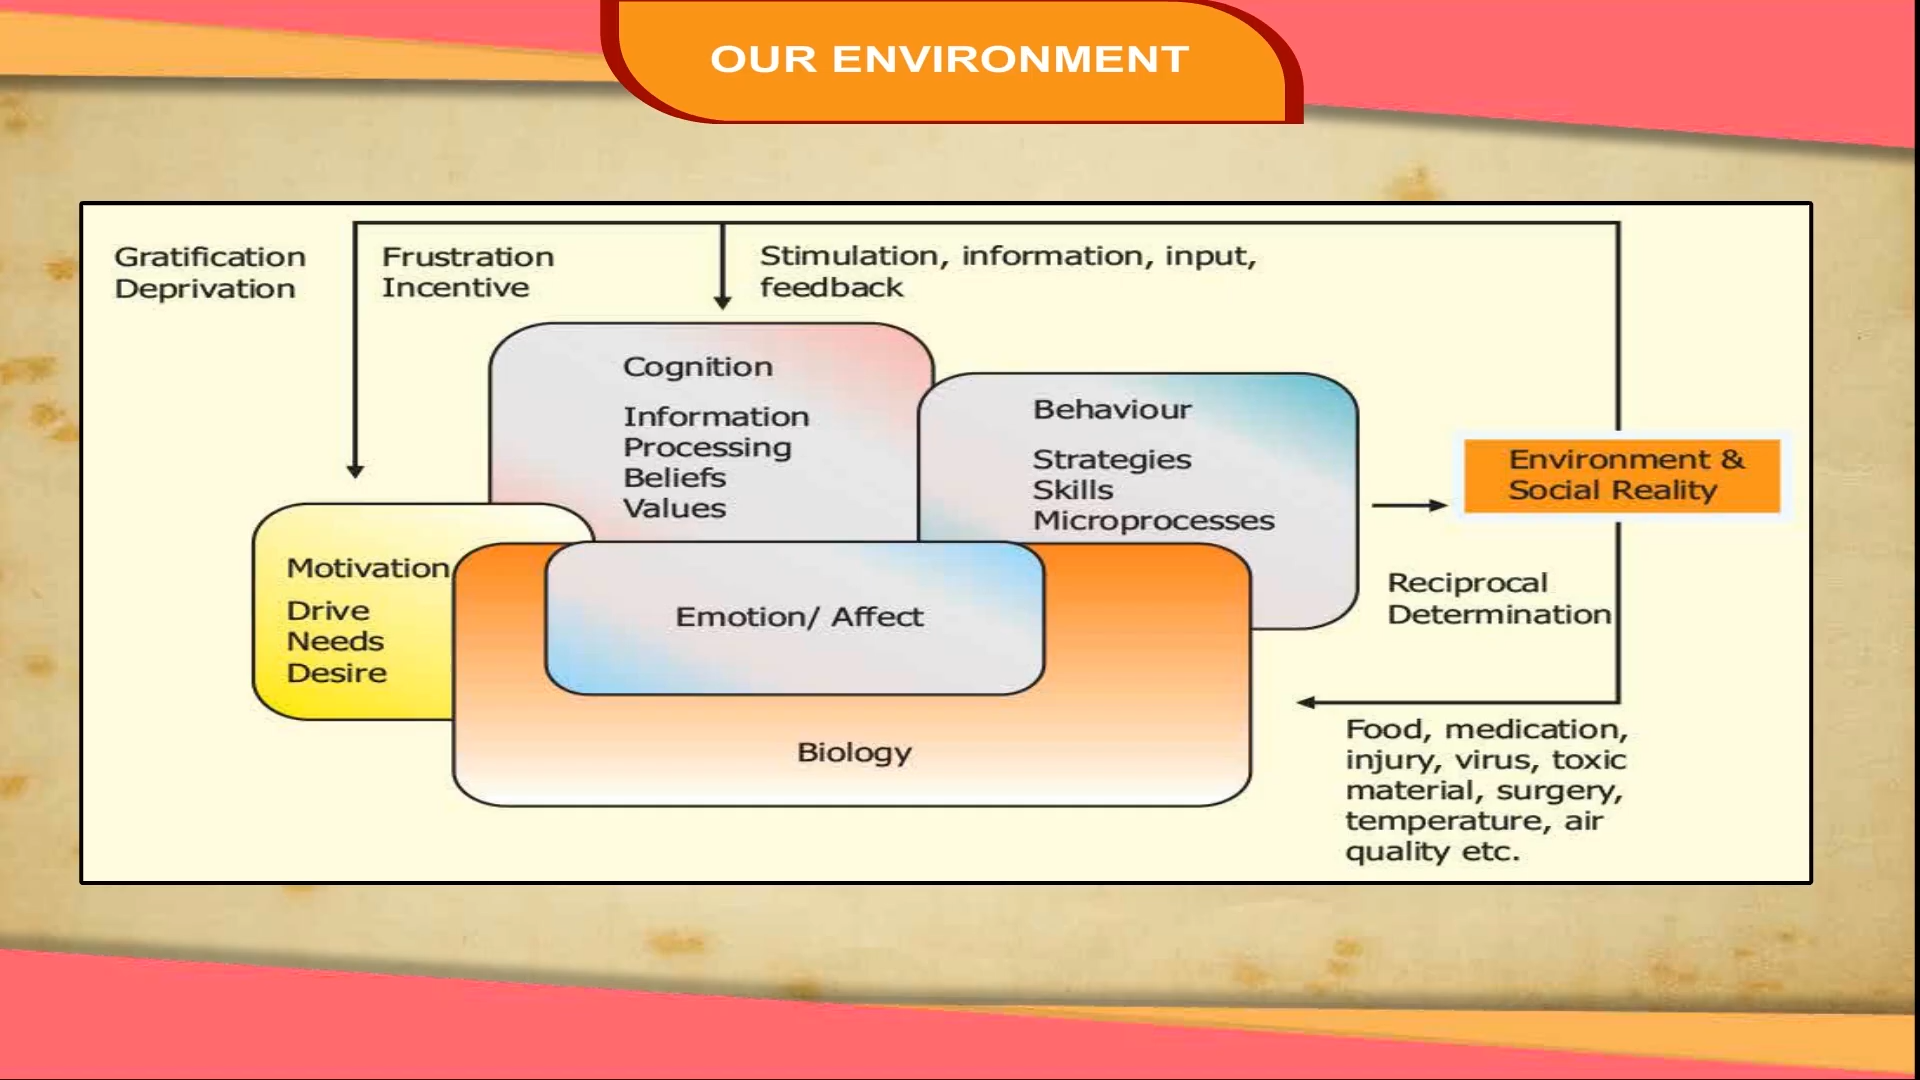 OUR ENVIRONMENT
Gratification
Deprivation
Frustration
Incentive
Stimulation, information, input,
feedback
Cognition
Information
Processing
Beliefs
Values
Behaviour
Strategies
Skills
Microprocesses
Environment &
Social Reality
Motivation
Drive
Needs
Desire
Emotion/ Affect
Biology
Reciprocal
Determination
Food, medication,
injury, virus, toxic
material, surgery,
temperature, air
quality etc.